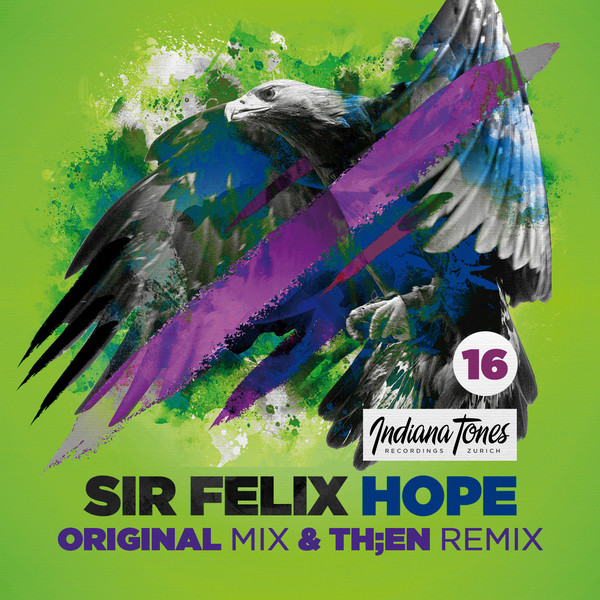 16
Indiana Tones
RECORDINGS ZURICH
SIR FELIX HOPE
ORIGINAL MIX & TH;EN REMIX